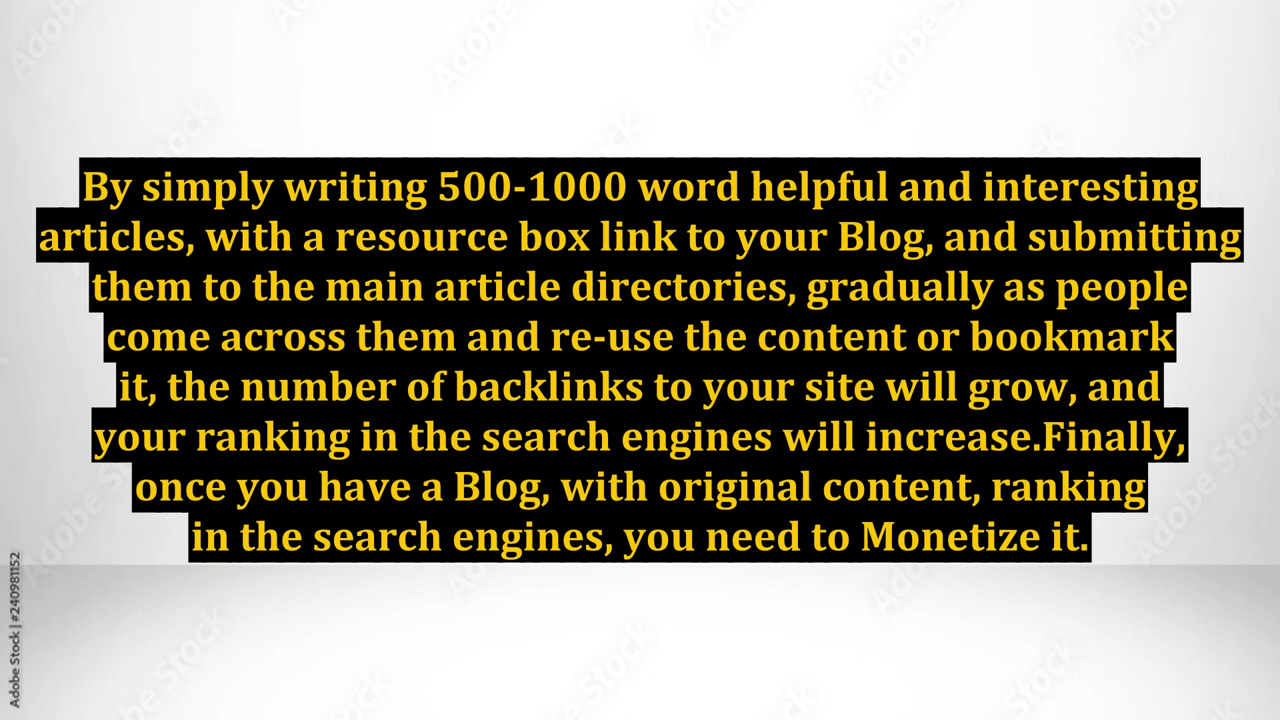 By simply writing 500-1000 word helpful and interesting
articles, with a resource box link to your Blog, and submitting
them to the main article directories, gradually as people
come across them and re-use the content or bookmark
it, the number of backlinks to your site will grow, and
your ranking in the search engines will increase.Finally,
once you have a Blog, with original content, ranking
in the search engines, you need to Monetize it.
Adobe Stock | #240981152